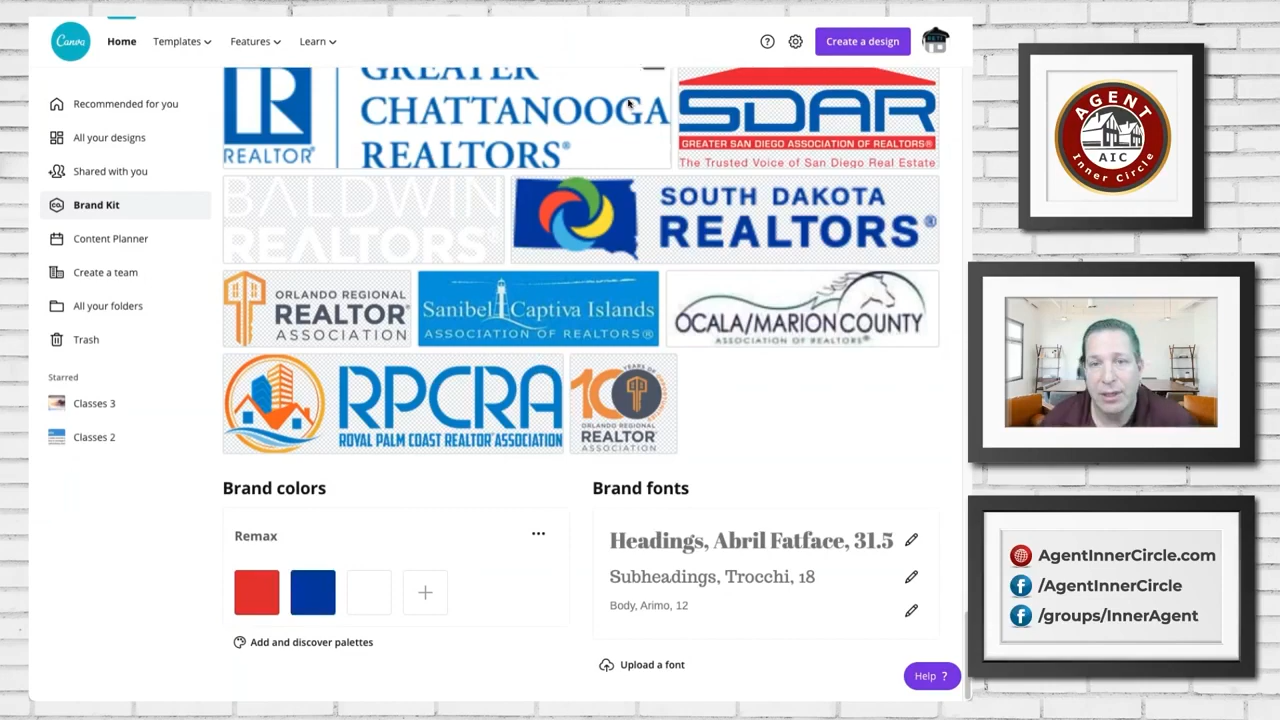 Canva
Home
Templates
Features
Learn
Create a design
Recommended for you
All your designs
Shared with you
Brand Kit
Content Planner
Create a team
All your folders
Trash
Starred
Classes 3
Classes 2
REALTOR®
GREATER
CHATTANOOGA
REALTORS®
SDAR
GREATER SAN DIEGO ASSOCIATION OF REALTORS®
The Trusted Voice of San Diego Real Estate
BALDWIN
REALTORS®
SOUTH DAKOTA
REALTORS®
ORLANDO REGIONAL
REALTOR®
ASSOCIATION
Sanibel Captiva Islands
ASSOCIATION OF REALTORS®
OCALA/MARION COUNTY
ASSOCIATION OF REALTORS®
RPCRA
ROYAL PALM COAST REALTOR® ASSOCIATION
100
YEARS OF
ORLANDO REGIONAL
REALTOR®
ASSOCIATION
Brand colors
Remax
Add and discover palettes
Brand fonts
Headings, Abril Fatface, 31.5
Subheadings, Trocchi, 18
Body, Arimo, 12
Upload a font
Help ?
AGENT
AIC
Inner Circle
AgentInnerCircle.com
/AgentInnerCircle
/groups/InnerAgent